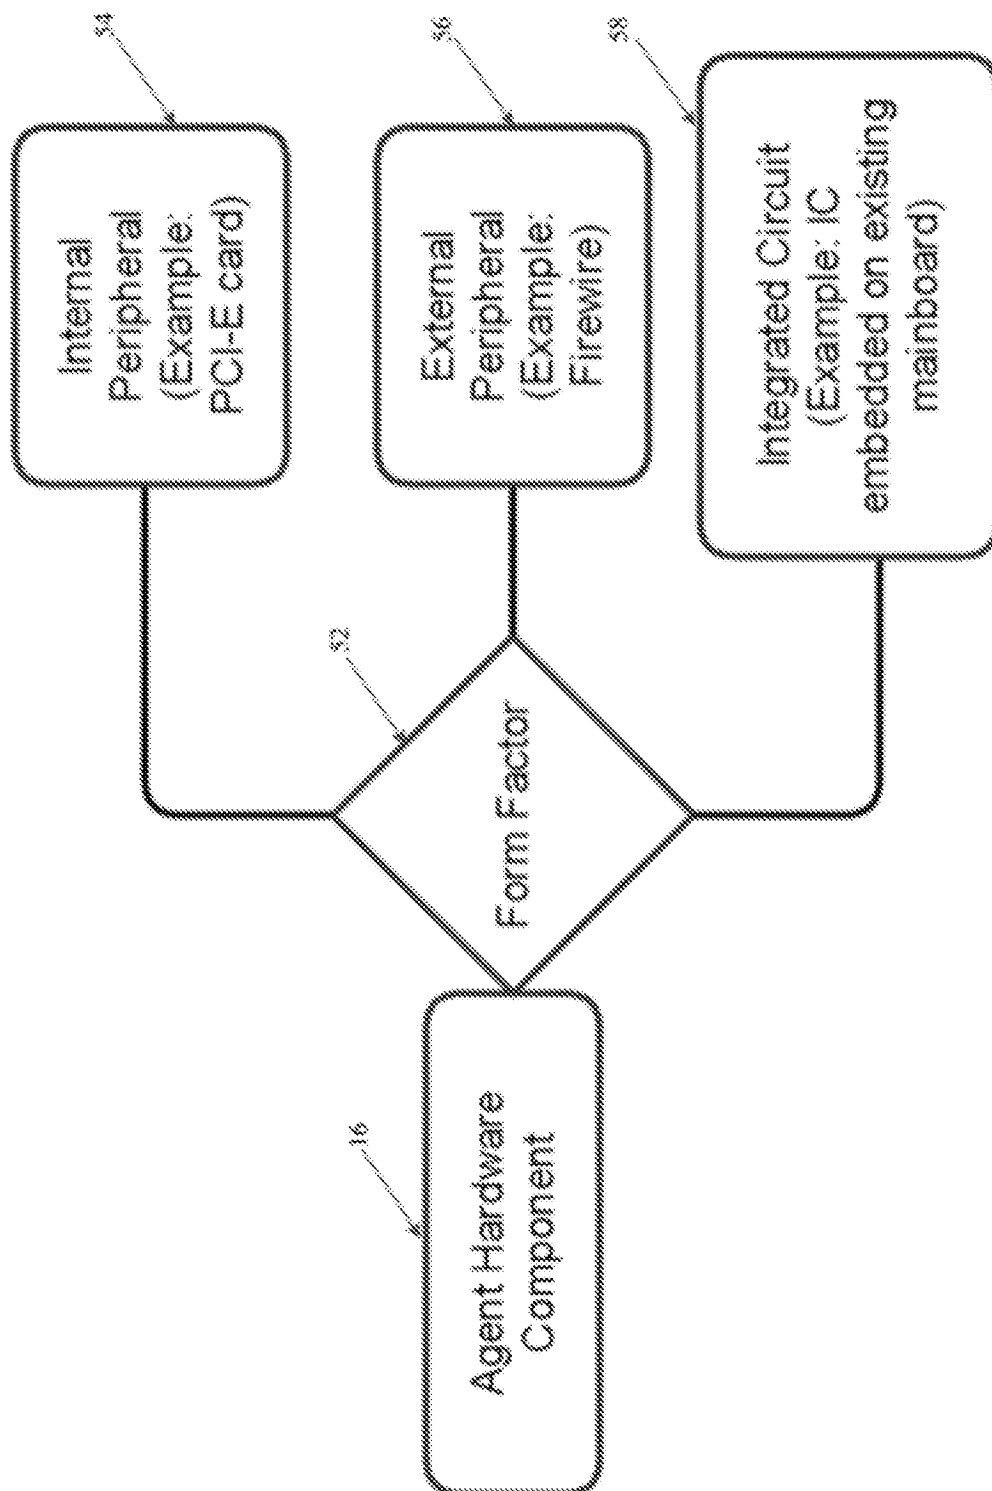 16
Agent Hardware
Component
52
Form Factor
54
Internal
Peripheral
(Example:
PCI-E card)
56
External
Peripheral
(Example:
Firewire)
58
Integrated Circuit
(Example: IC
embedded on existing
mainboard)